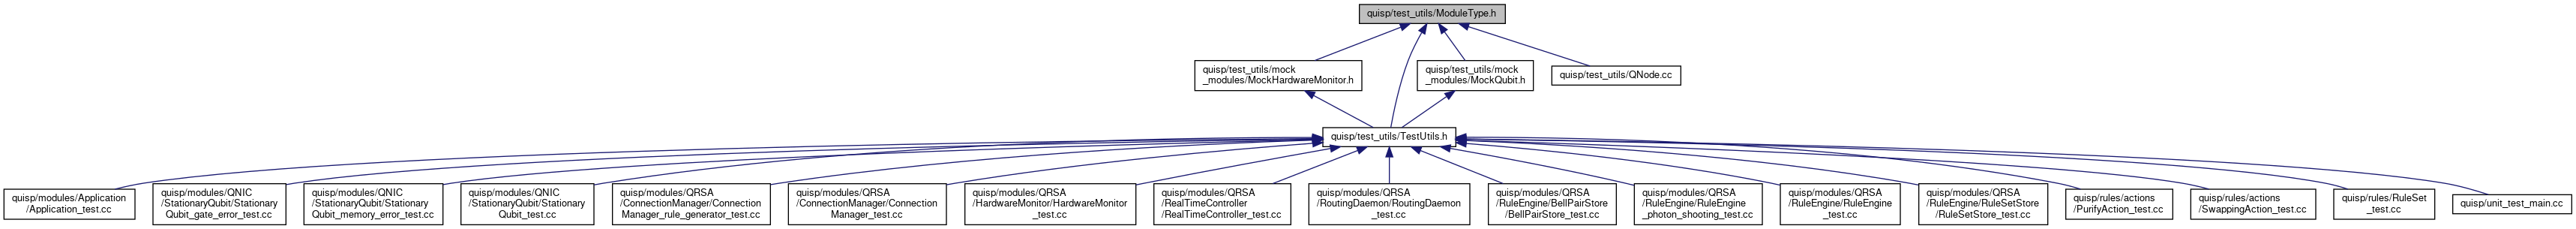 quisp/test_utils/ModuleType.h
quisp/test_utils/mock
_modules/MockHardwareMonitor.h
quisp/test_utils/mock
_modules/MockQubit.h
quisp/test_utils/QNode.cc
quisp/test_utils/TestUtils.h
quisp/modules/Application
/Application_test.cc
quisp/modules/QNIC
/StationaryQubit/Stationary
Qubit_gate_error_test.cc
quisp/modules/QNIC
/StationaryQubit/Stationary
Qubit_memory_error_test.cc
quisp/modules/QNIC
/StationaryQubit/Stationary
Qubit_test.cc
quisp/modules/QRSA
/ConnectionManager/Connection
Manager_rule_generator_test.cc
quisp/modules/QRSA
/ConnectionManager/Connection
Manager_test.cc
quisp/modules/QRSA
/HardwareMonitor/HardwareMonitor
_test.cc
quisp/modules/QRSA
/RealTimeController
/RealTimeController_test.cc
quisp/modules/QRSA
/RoutingDaemon/RoutingDaemon
_test.cc
quisp/modules/QRSA
/RuleEngine/BellPairStore
/BellPairStore_test.cc
quisp/modules/QRSA
/RuleEngine/RuleEngine
_photon_shooting_test.cc
quisp/modules/QRSA
/RuleEngine/RuleEngine
_test.cc
quisp/modules/QRSA
/RuleEngine/RuleSetStore
/RuleSetStore_test.cc
quisp/rules/actions
/PurifyAction_test.cc
quisp/rules/actions
/SwappingAction_test.cc
quisp/rules/RuleSet
_test.cc
quisp/unit_test_main.cc